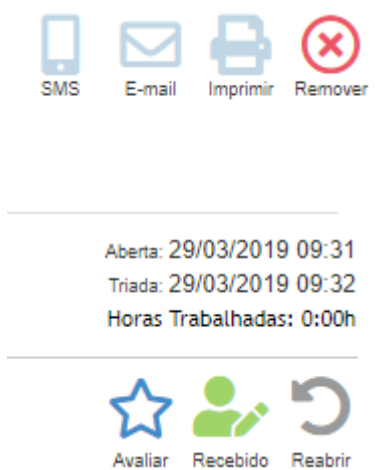 SMS E-mail Imprimir Remover
Aberta: 29/03/2019 09:31
Triada: 29/03/2019 09:32
Horas Trabalhadas: 0:00h
Avaliar Recebido Reabrir